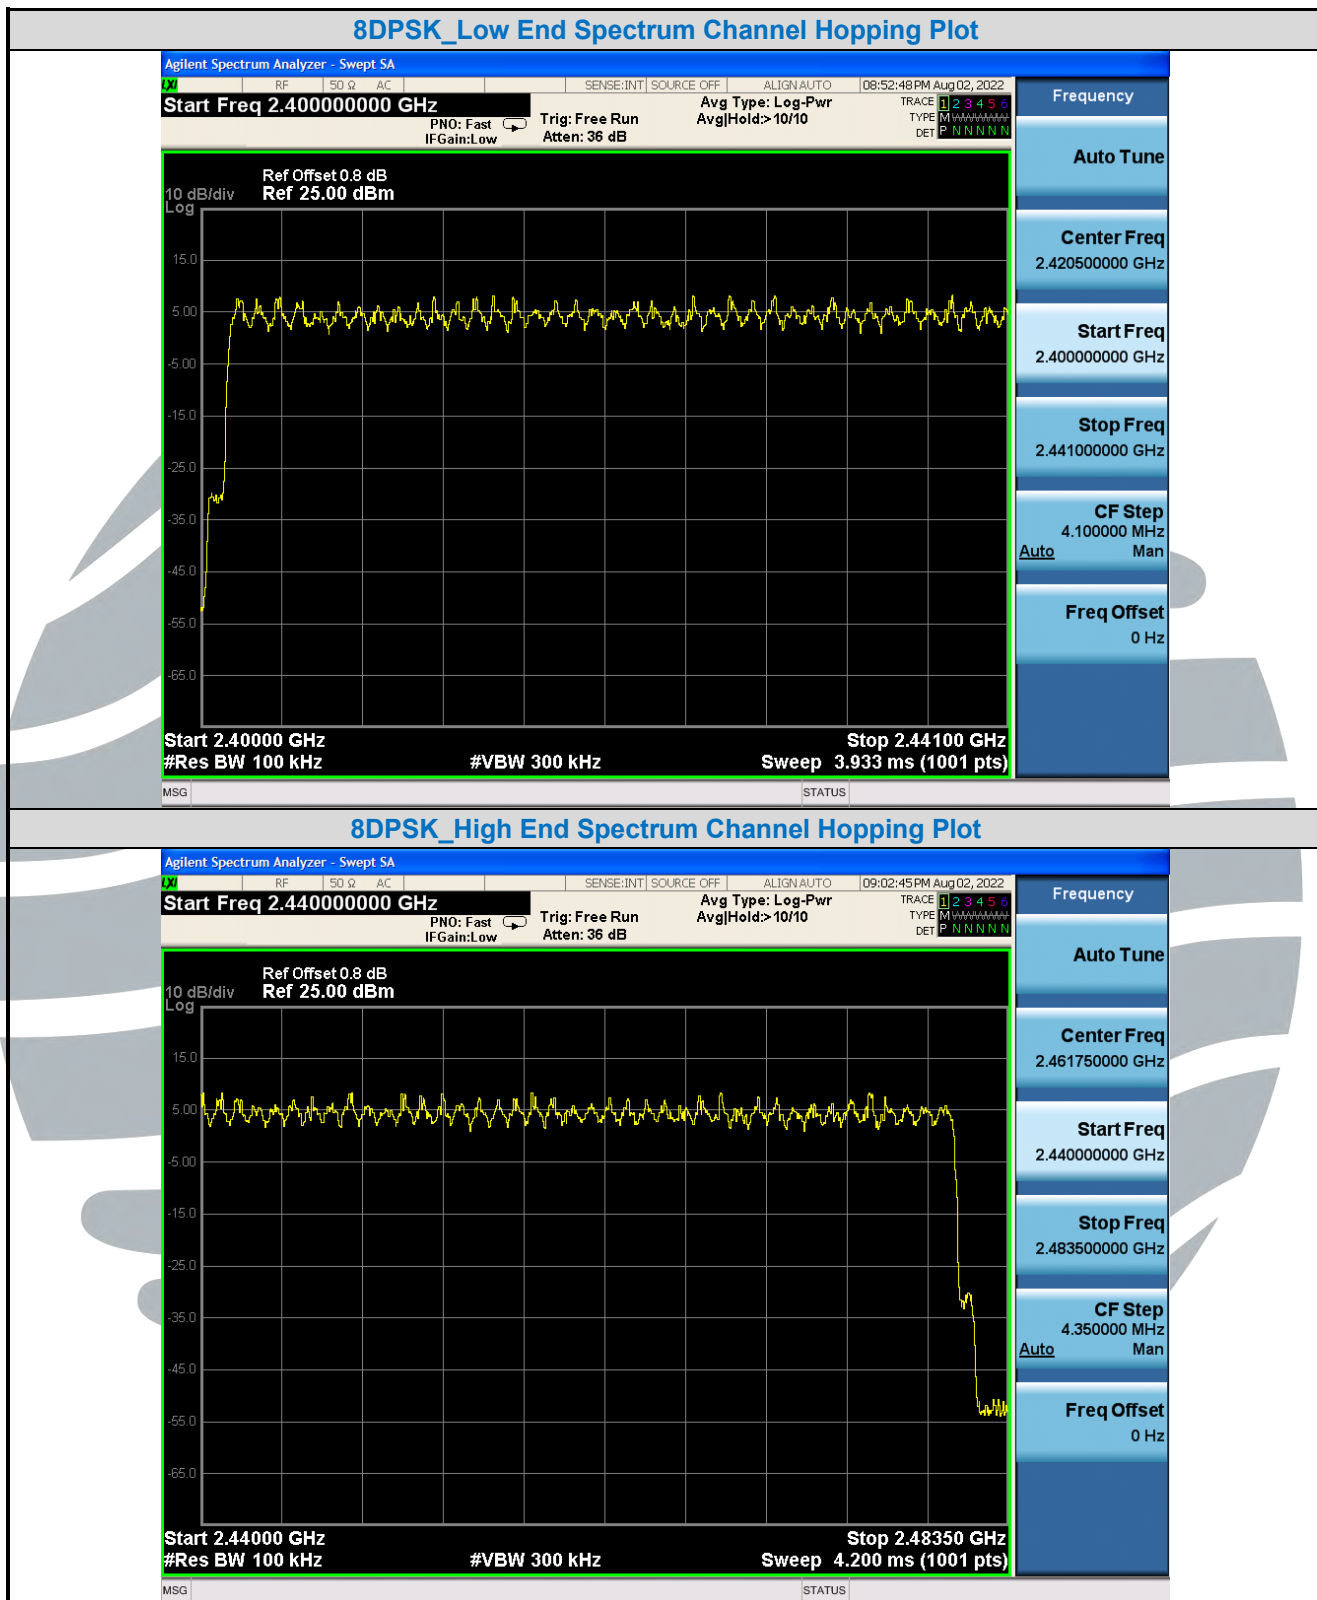 8DPSK_Low End Spectrum Channel Hopping Plot
Agilent Spectrum Analyzer - Swept SA
LXI RF 50 Ω AC SENSE:INT SOURCE OFF ALIGN AUTO 08:52:48 PM Aug 02, 2022
Start Freq 2.400000000 GHz
PNO: Fast
IFGain:Low
Trig: Free Run
Atten: 36 dB
Avg Type: Log-Pwr
Avg|Hold:>10/10
TRACE 1 2 3 4 5 6
TYPE M
DET P N N N N N
Ref Offset 0.8 dB
10 dB/div Ref 25.00 dBm
Log
15.0
5.00
-5.00
-15.0
-25.0
-35.0
-45.0
-55.0
-65.0
Start 2.40000 GHz Stop 2.44100 GHz
#Res BW 100 kHz #VBW 300 kHz Sweep 3.933 ms (1001 pts)
MSG STATUS
Frequency
Auto Tune
Center Freq
2.420500000 GHz
Start Freq
2.400000000 GHz
Stop Freq
2.441000000 GHz
CF Step
4.100000 MHz
Auto Man
Freq Offset
0 Hz
8DPSK_High End Spectrum Channel Hopping Plot
Agilent Spectrum Analyzer - Swept SA
LXI RF 50 Ω AC SENSE:INT SOURCE OFF ALIGN AUTO 09:02:45 PM Aug 02, 2022
Start Freq 2.440000000 GHz
PNO: Fast
IFGain:Low
Trig: Free Run
Atten: 36 dB
Avg Type: Log-Pwr
Avg|Hold:>10/10
TRACE 1 2 3 4 5 6
TYPE M
DET P N N N N N
Ref Offset 0.8 dB
10 dB/div Ref 25.00 dBm
Log
15.0
5.00
-5.00
-15.0
-25.0
-35.0
-45.0
-55.0
-65.0
Start 2.44000 GHz Stop 2.48350 GHz
#Res BW 100 kHz #VBW 300 kHz Sweep 4.200 ms (1001 pts)
MSG STATUS
Frequency
Auto Tune
Center Freq
2.461750000 GHz
Start Freq
2.440000000 GHz
Stop Freq
2.483500000 GHz
CF Step
4.350000 MHz
Auto Man
Freq Offset
0 Hz